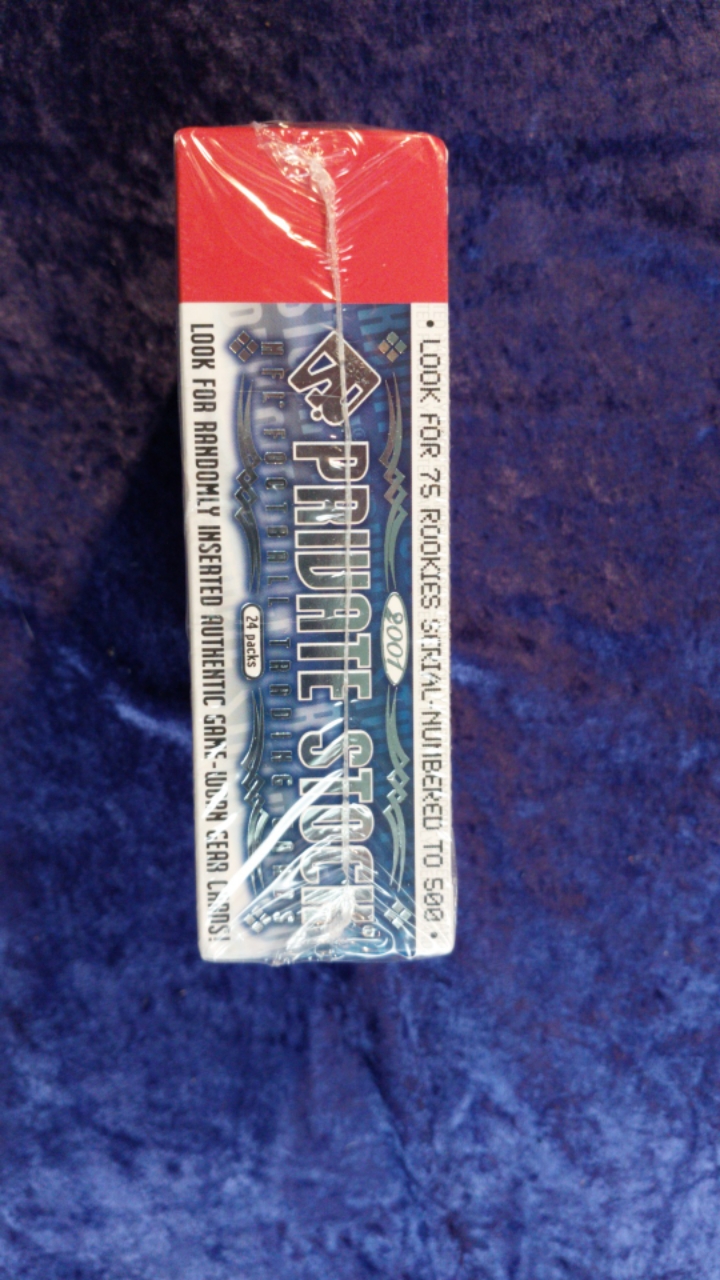 • LOOK FOR 75 ROOKIES SERIAL-NUMBERED TO 500 •
2001
PRIVATE STOCK®
NFL FOOTBALL TRADING CARDS
24 packs
LOOK FOR RANDOMLY INSERTED AUTHENTIC GAME-WORN GEAR CARDS!